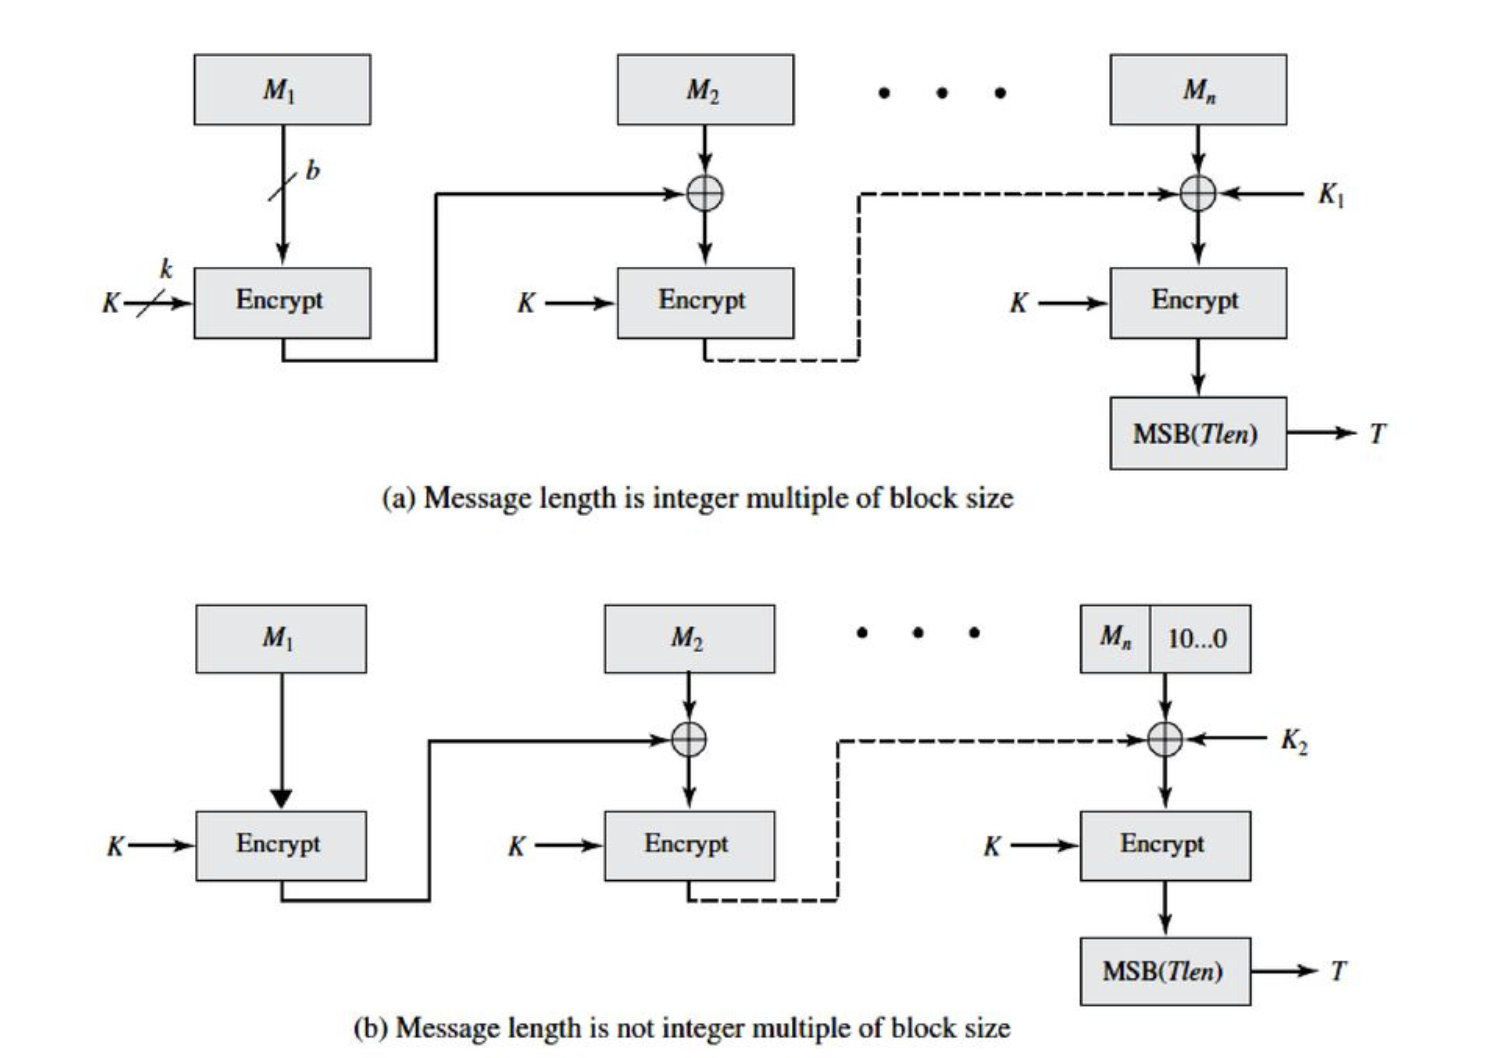 M₁ M₂ • • • Mₙ
b
K₁
k
K Encrypt K Encrypt K Encrypt
MSB(Tlen) T
(a) Message length is integer multiple of block size
M₁ M₂ • • • Mₙ 10...0
K₂
K Encrypt K Encrypt K Encrypt
MSB(Tlen) T
(b) Message length is not integer multiple of block size